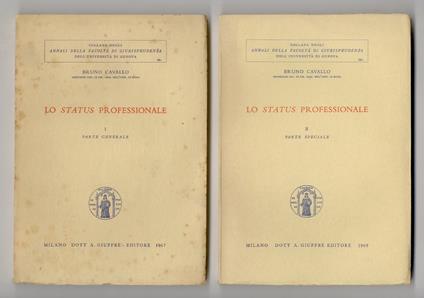 COLLANA DEGLI
ANNALI DELLA FACOLTÀ DI GIURISPRUDENZA
DELL'UNIVERSITÀ DI GENOVA
BRUNO CAVALLO
LO STATUS PROFESSIONALE
I
PARTE GENERALE
MILANO DOTT. A. GIUFFRÈ - EDITORE 1967
COLLANA DEGLI
ANNALI DELLA FACOLTÀ DI GIURISPRUDENZA
DELL'UNIVERSITÀ DI GENOVA
BRUNO CAVALLO
LO STATUS PROFESSIONALE
II
PARTE SPECIALE
MILANO DOTT. A. GIUFFRÈ EDITORE 1969